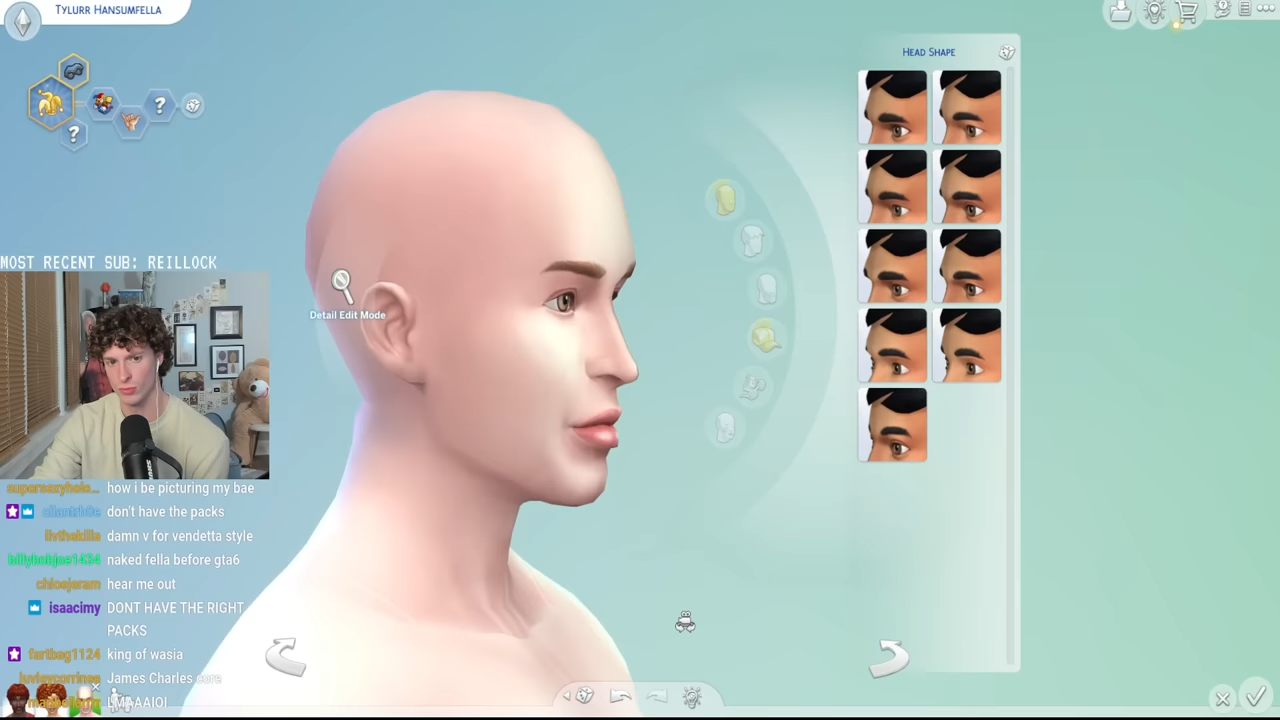 TYLURR HANSUMFELLA
HEAD SHAPE
MOST RECENT SUB: REILLOCK
Detail Edit Mode
how i be picturing my bae
don't have the packs
livthekilla damn v for vendetta style
billybobjoe1434 naked fella before gta6
chloejeram hear me out
isaacimy DONT HAVE THE RIGHT
PACKS
fartbag1124 king of wasia
James Charles core
LMAAAIOI